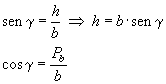 sen γ = h/b ⇒ h = b·sen γ
cos γ = P_b/b